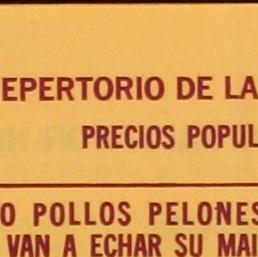 EPERTORIO DE LA
PRECIOS POPUL
O POLLOS PELONES
VAN A ECHAR SU MAI